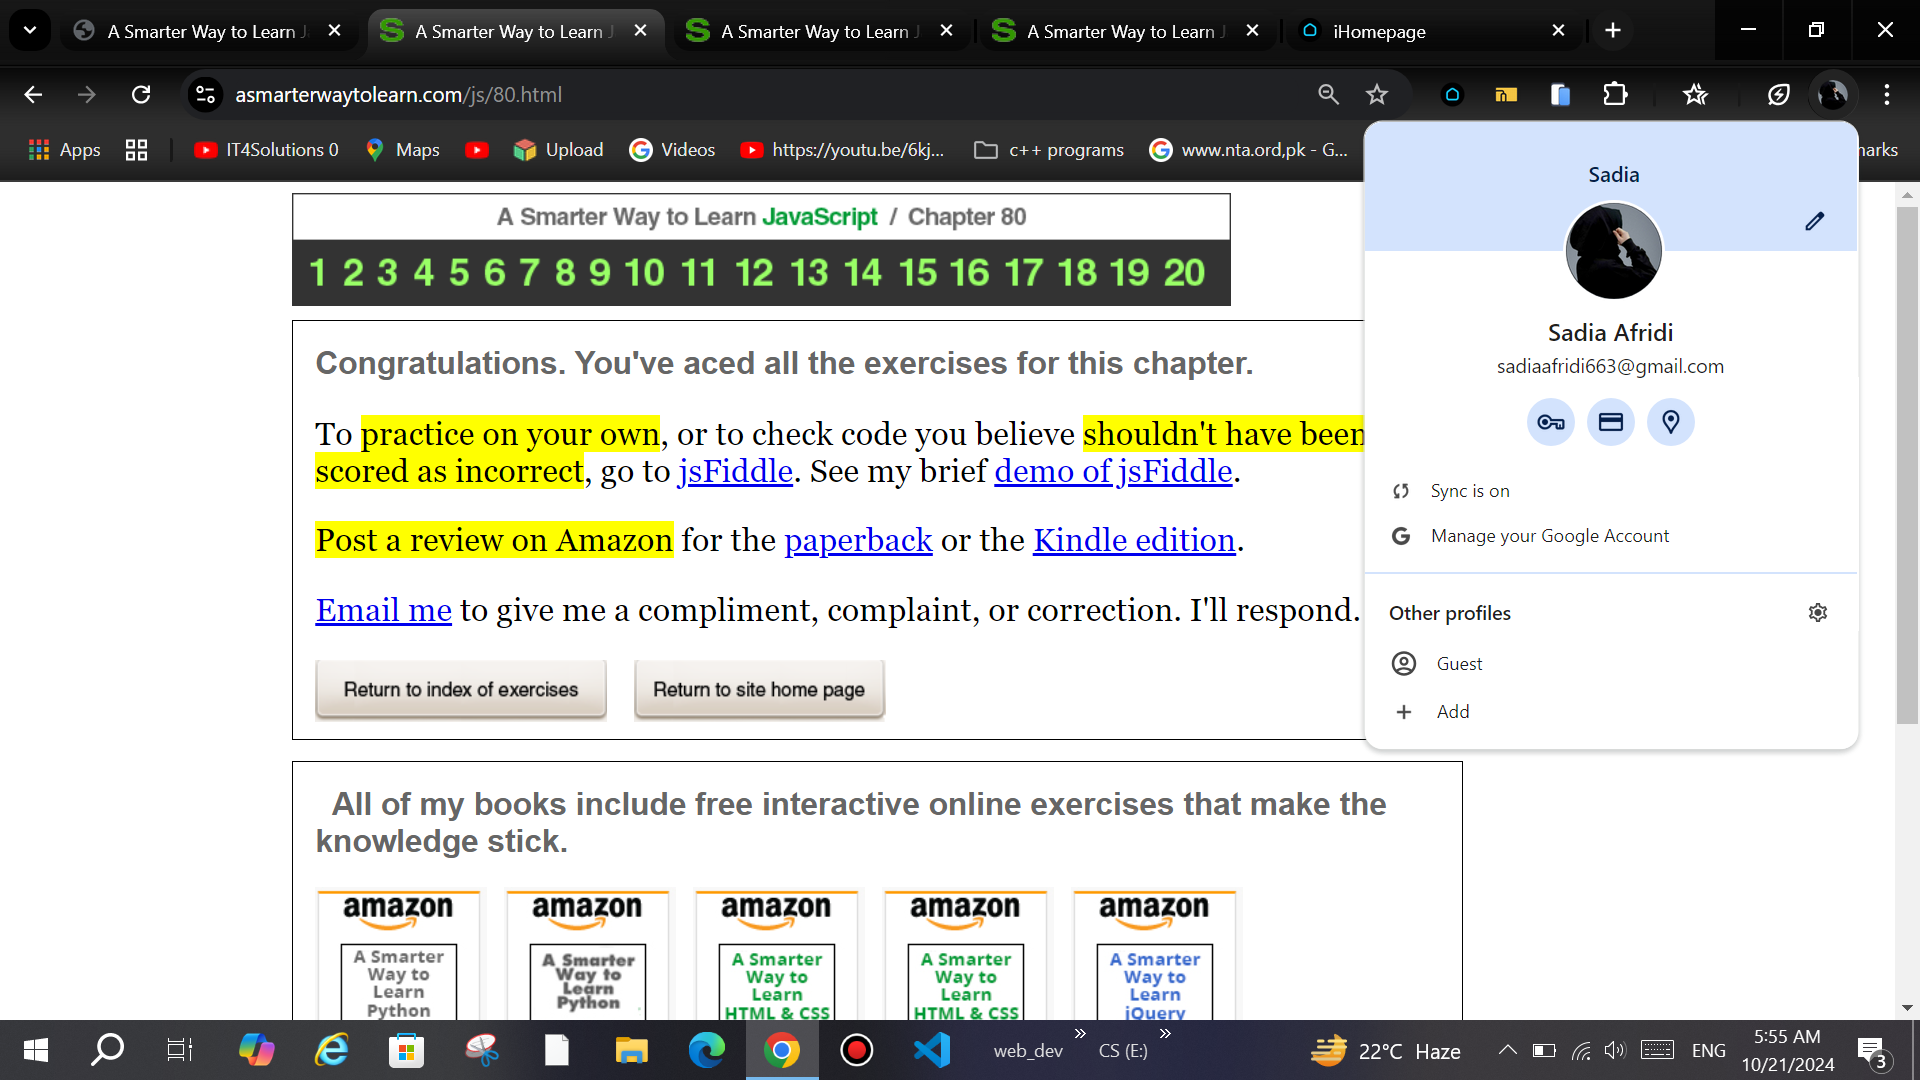 A Smarter Way to Learn J
A Smarter Way to Learn J
A Smarter Way to Learn J
A Smarter Way to Learn J
iHomepage
asmarterwaytolearn.com/js/80.html
Apps
IT4Solutions 0
Maps
Upload
Videos
https://youtu.be/6kj...
c++ programs
www.nta.ord,pk - G...
narks
A Smarter Way to Learn JavaScript / Chapter 80
1 2 3 4 5 6 7 8 9 10 11 12 13 14 15 16 17 18 19 20
Congratulations. You've aced all the exercises for this chapter.
To practice on your own, or to check code you believe shouldn't have been
scored as incorrect, go to jsFiddle. See my brief demo of jsFiddle.
Post a review on Amazon for the paperback or the Kindle edition.
Email me to give me a compliment, complaint, or correction. I'll respond.
Return to index of exercises
Return to site home page
Sadia
Sadia Afridi
sadiaafridi663@gmail.com
Sync is on
Manage your Google Account
Other profiles
Guest
Add
All of my books include free interactive online exercises that make the
knowledge stick.
amazon
amazon
amazon
amazon
amazon
A Smarter
Way to
Learn
Python
A Smarter
Way to
Learn
Python
A Smarter
Way to
Learn
HTML & CSS
A Smarter
Way to
Learn
HTML & CSS
A Smarter
Way to
Learn
jQuery
web_dev
CS (E:)
22°C Haze
ENG
5:55 AM
10/21/2024
3